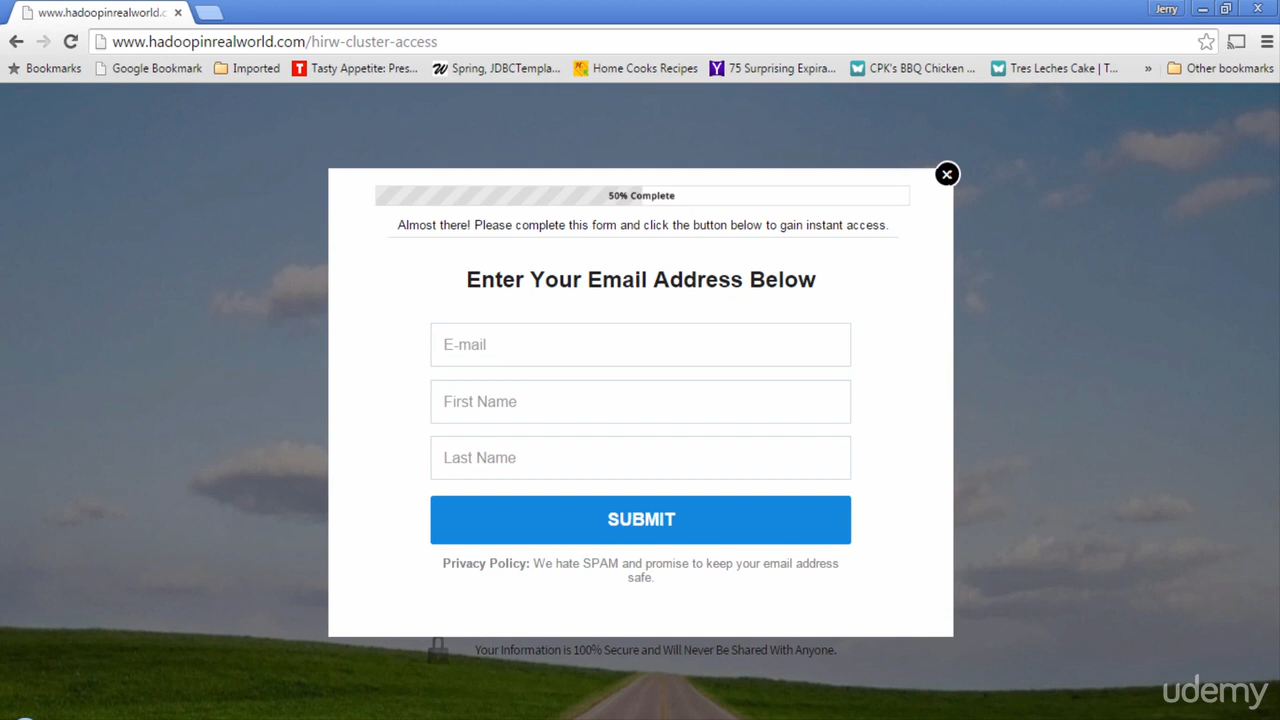 www.hadoopinrealworld.c
Jerry
www.hadoopinrealworld.com/hirw-cluster-access
Bookmarks Google Bookmark Imported Tasty Appetite: Pres... Spring, JDBCTempla... Home Cooks Recipes 75 Surprising Expira... CPK's BBQ Chicken ... Tres Leches Cake | T... » Other bookmarks
50% Complete
Almost there! Please complete this form and click the button below to gain instant access.
Enter Your Email Address Below
E-mail
First Name
Last Name
SUBMIT
Privacy Policy: We hate SPAM and promise to keep your email address
safe.
Your Information is 100% Secure and Will Never Be Shared With Anyone.
udemy